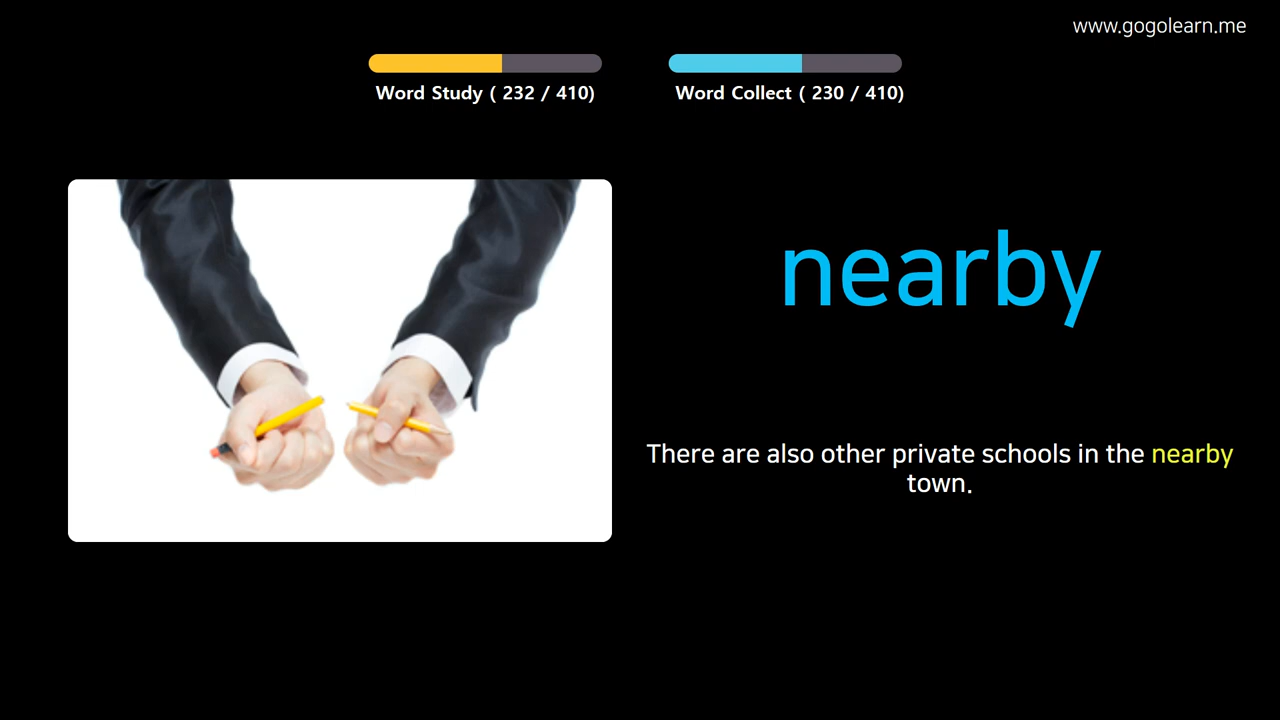 www.gogolearn.me
Word Study ( 232 / 410)
Word Collect ( 230 / 410)
nearby
There are also other private schools in the nearby
town.